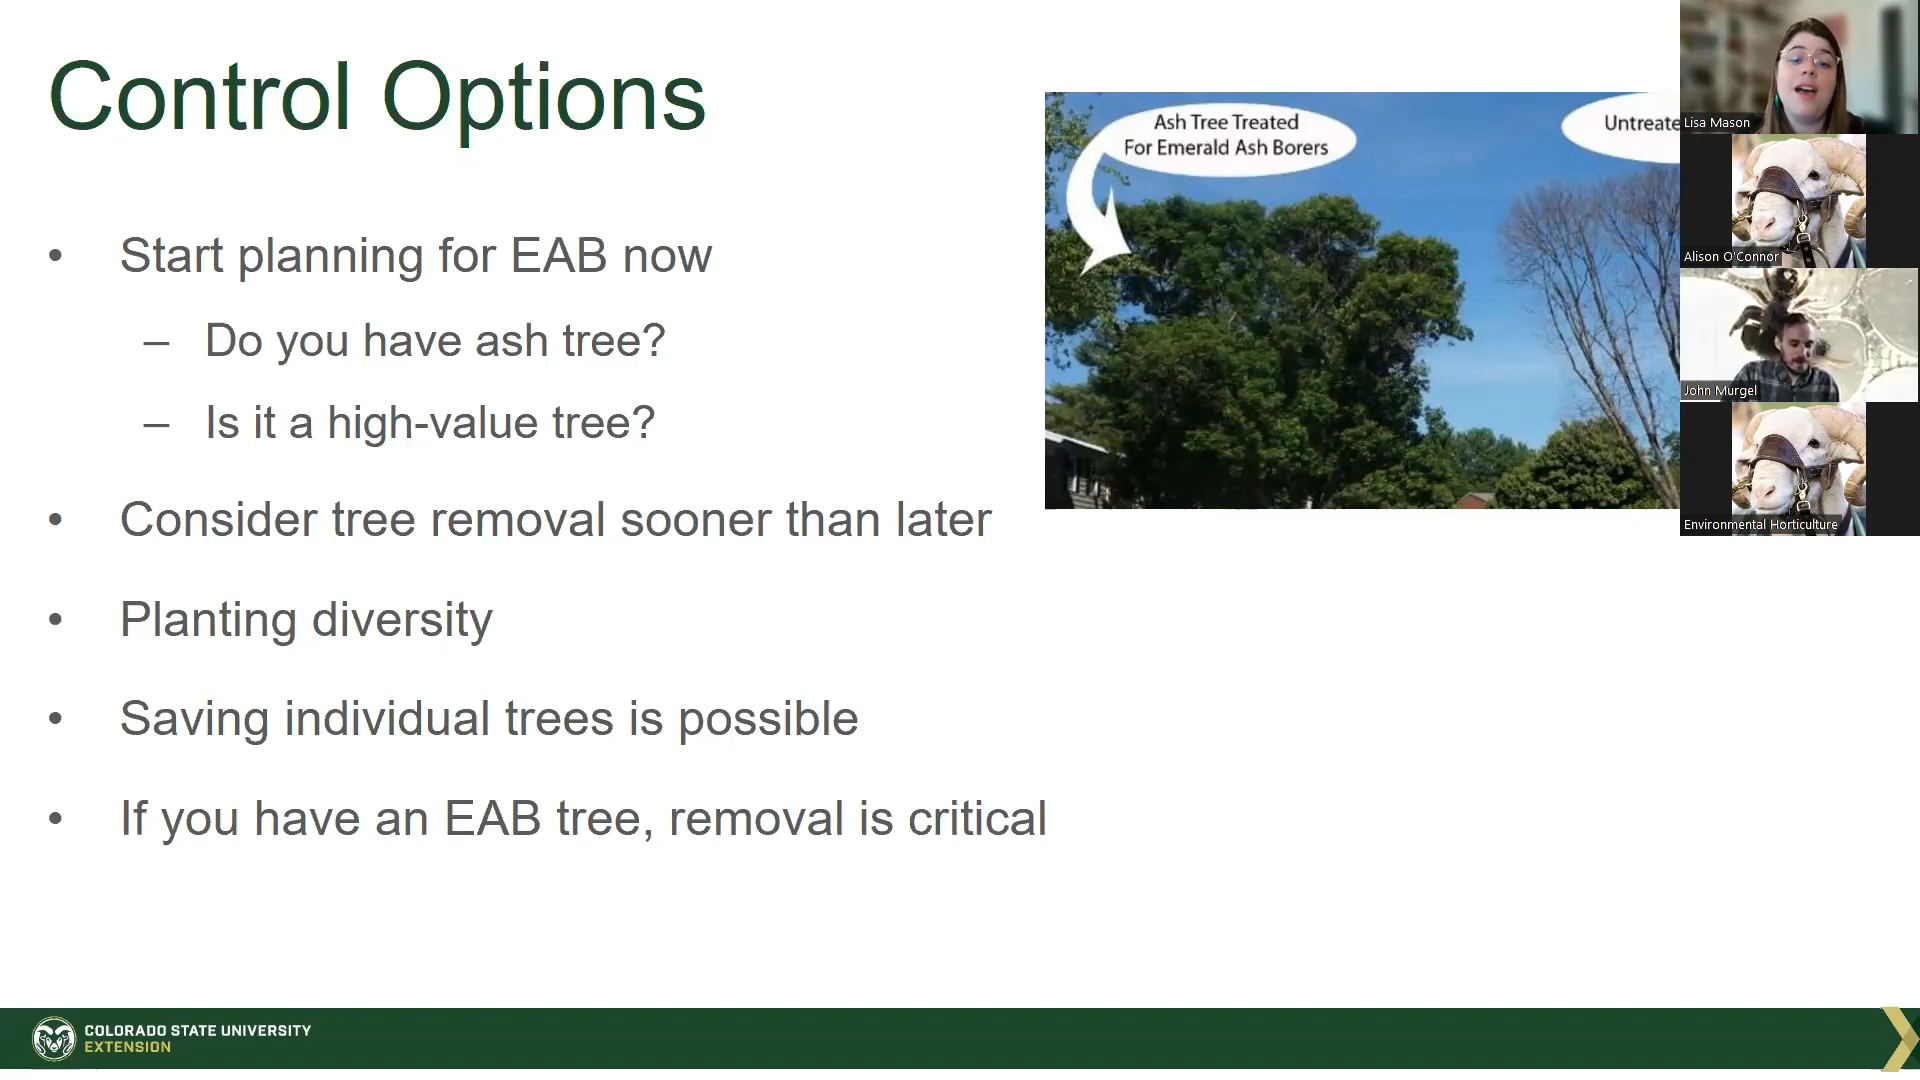 Control Options
• Start planning for EAB now
– Do you have ash tree?
– Is it a high-value tree?
• Consider tree removal sooner than later
• Planting diversity
• Saving individual trees is possible
• If you have an EAB tree, removal is critical
Ash Tree Treated
For Emerald Ash Borers
Untreate
Lisa Mason
Alison O'Connor
John Murgel
Environmental Horticulture
COLORADO STATE UNIVERSITY
EXTENSION